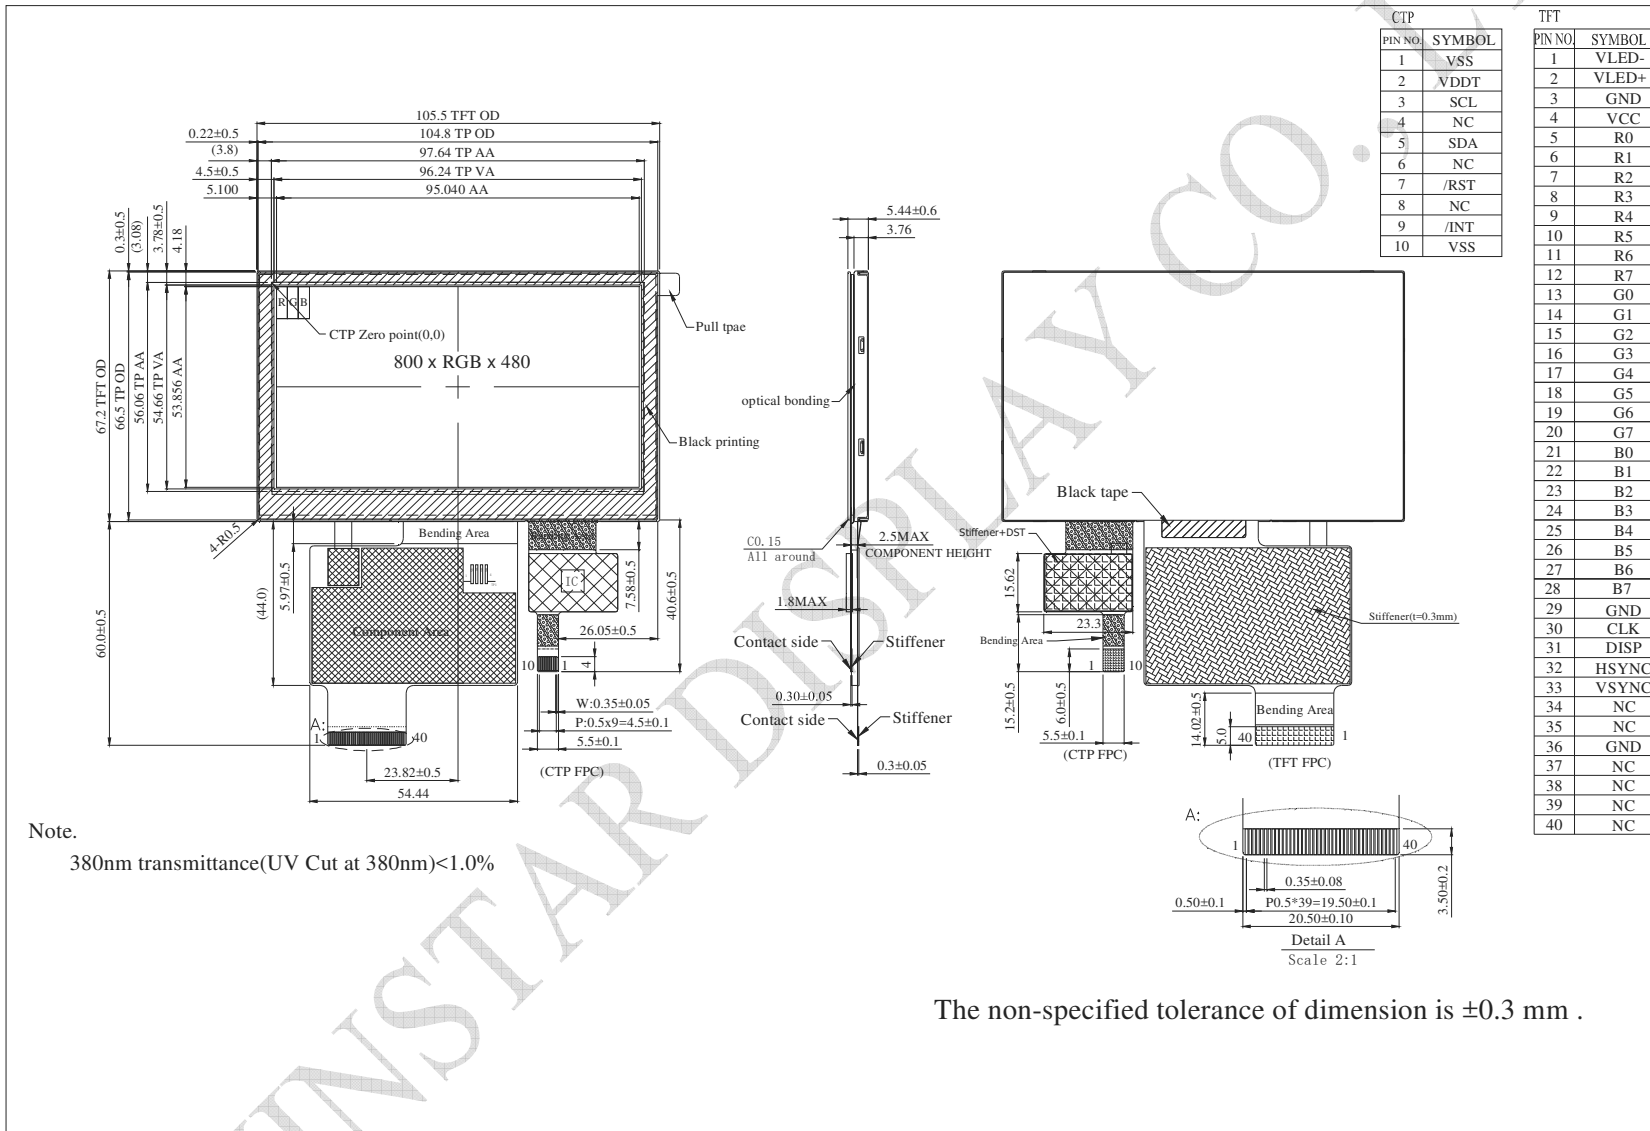 105.5 TFT OD
0.22±0.5
104.8 TP OD
(3.8)
97.64 TP AA
4.5±0.5
96.24 TP VA
5.100
95.040 AA
0.3±0.5
(3.08)
3.78±0.5
4.18
67.2 TFT OD
66.5 TP OD
56.06 TP AA
54.66 TP VA
53.856 AA
R G B
CTP Zero point(0,0)
800 x RGB x 480
Pull tpae
Black printing
4-R0.5
Bending Area
60.0±0.5
(44.0)
5.97±0.5
Component Area
IC
7.58±0.5
40.6±0.5
26.05±0.5
4
10
1
W:0.35±0.05
P:0.5x9=4.5±0.1
5.5±0.1
(CTP FPC)
A:
1
40
23.82±0.5
54.44
5.44±0.6
3.76
optical bonding
C0.15
All around
2.5MAX
COMPONENT HEIGHT
1.8MAX
Contact side
Stiffener
0.30±0.05
Contact side
Stiffener
0.3±0.05
Black tape
Stiffener+DST
15.62
23.3
Bending Area
1
10
15.2±0.5
6.0±0.5
5.5±0.1
(CTP FPC)
Stiffener(t=0.3mm)
14.02±0.5
5.0
Bending Area
40
1
(TFT FPC)
A:
1
40
0.35±0.08
0.50±0.1
P0.5*39=19.50±0.1
20.50±0.10
3.50±0.2
Detail A
Scale 2:1
CTP
PIN NO. SYMBOL
1 VSS
2 VDDT
3 SCL
4 NC
5 SDA
6 NC
7 /RST
8 NC
9 /INT
10 VSS
TFT
PIN NO. SYMBOL
1 VLED-
2 VLED+
3 GND
4 VCC
5 R0
6 R1
7 R2
8 R3
9 R4
10 R5
11 R6
12 R7
13 G0
14 G1
15 G2
16 G3
17 G4
18 G5
19 G6
20 G7
21 B0
22 B1
23 B2
24 B3
25 B4
26 B5
27 B6
28 B7
29 GND
30 CLK
31 DISP
32 HSYNC
33 VSYNC
34 NC
35 NC
36 GND
37 NC
38 NC
39 NC
40 NC
Note.
380nm transmittance(UV Cut at 380nm)<1.0%
The non-specified tolerance of dimension is ±0.3 mm .
INSTAR DISPLAY CO., L